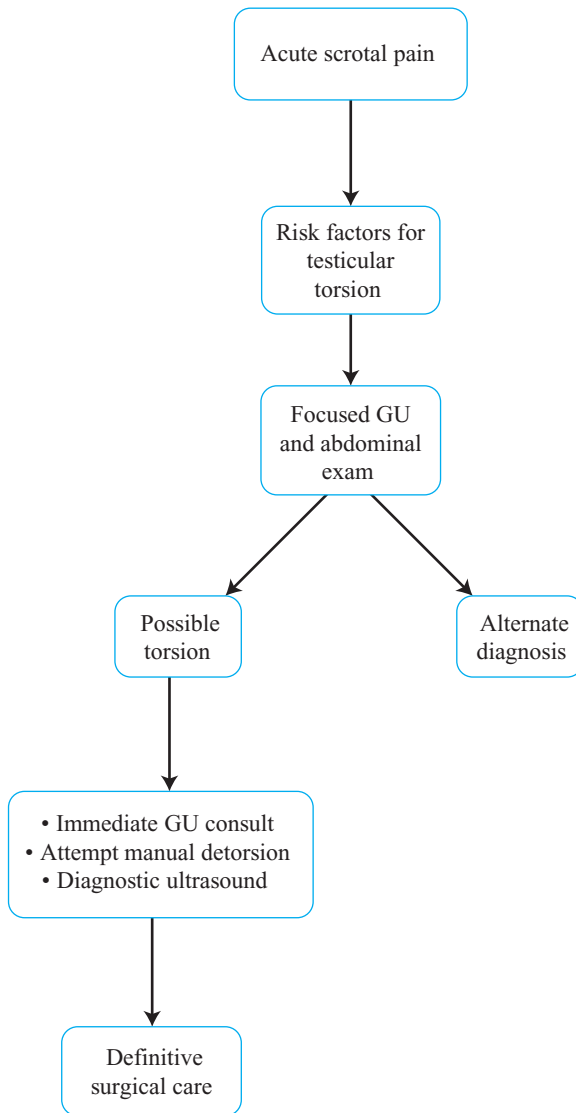 Acute scrotal pain
Risk factors for
testicular
torsion
Focused GU
and abdominal
exam
Possible
torsion
Alternate
diagnosis
• Immediate GU consult
• Attempt manual detorsion
• Diagnostic ultrasound
Definitive
surgical care